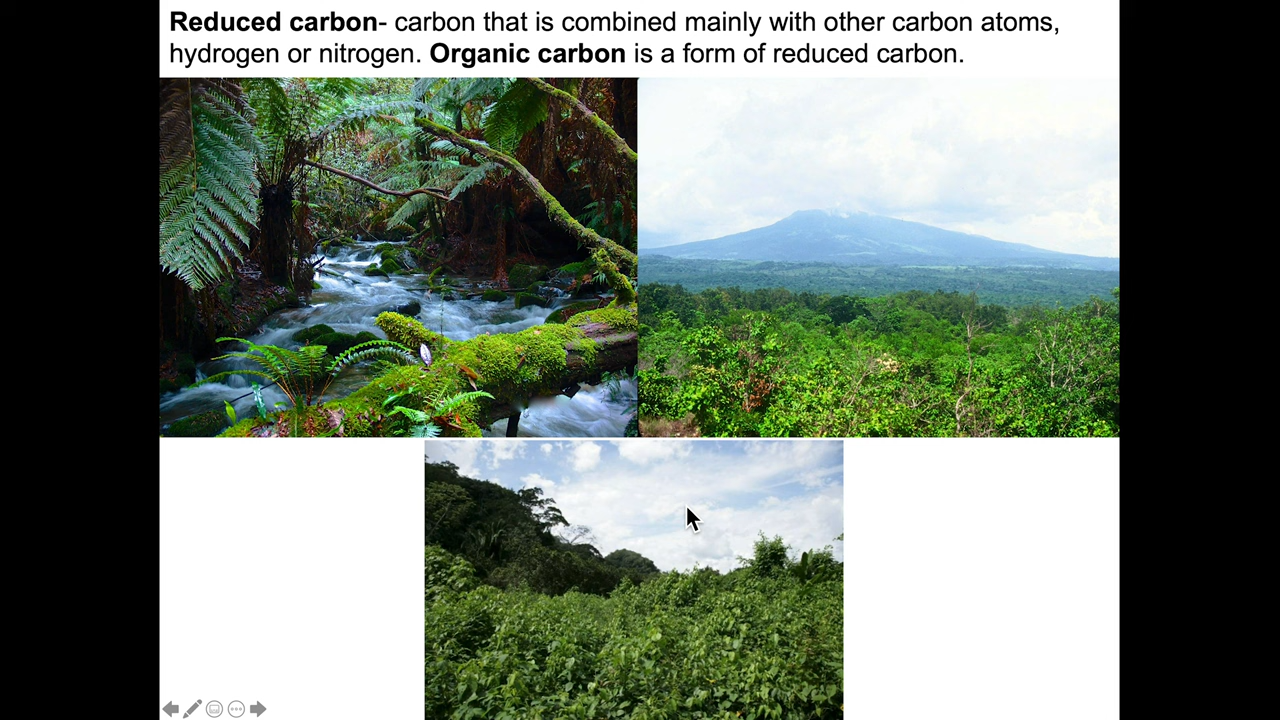 Reduced carbon- carbon that is combined mainly with other carbon atoms,
hydrogen or nitrogen. Organic carbon is a form of reduced carbon.